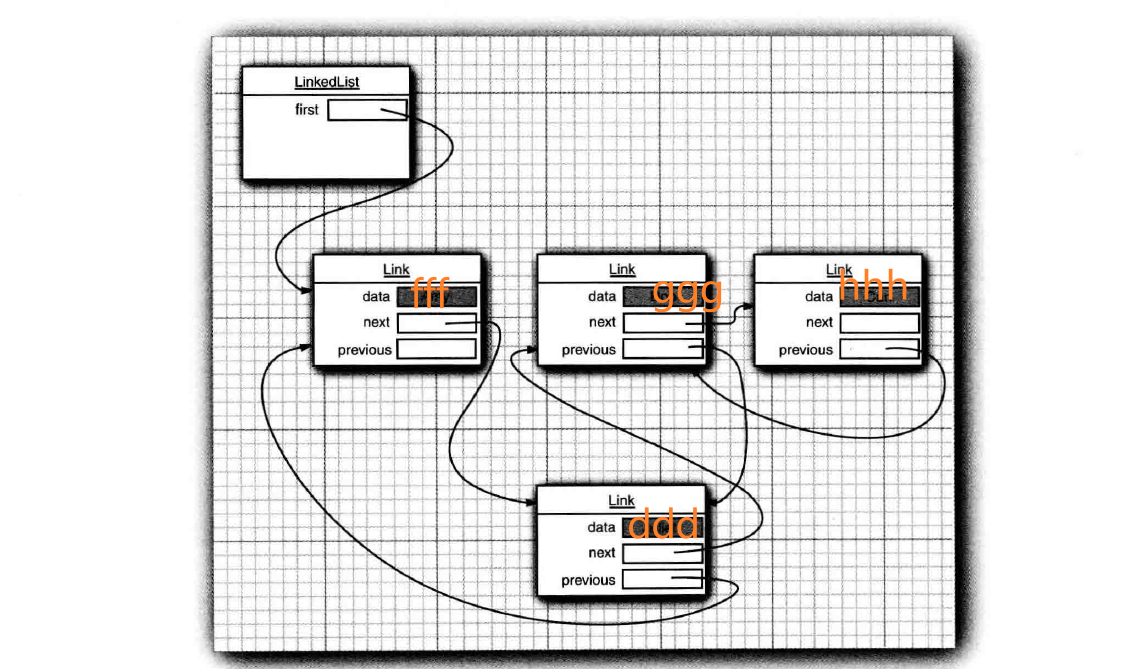 LinkedList
first
Link
data fff
next
previous
Link
data ggg
next
previous
Link
data hhh
next
previous
Link
data ddd
next
previous